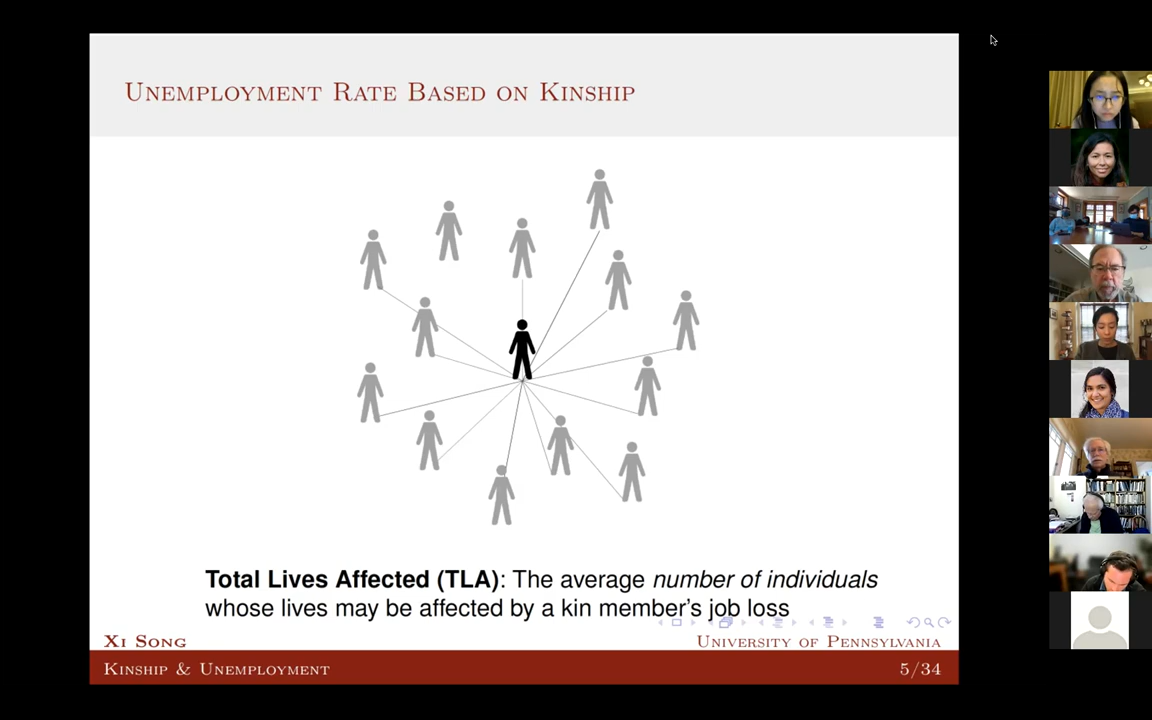 Unemployment Rate Based on Kinship
Total Lives Affected (TLA): The average number of individuals
whose lives may be affected by a kin member's job loss
Xi Song University of Pennsylvania
Kinship & Unemployment 5/34